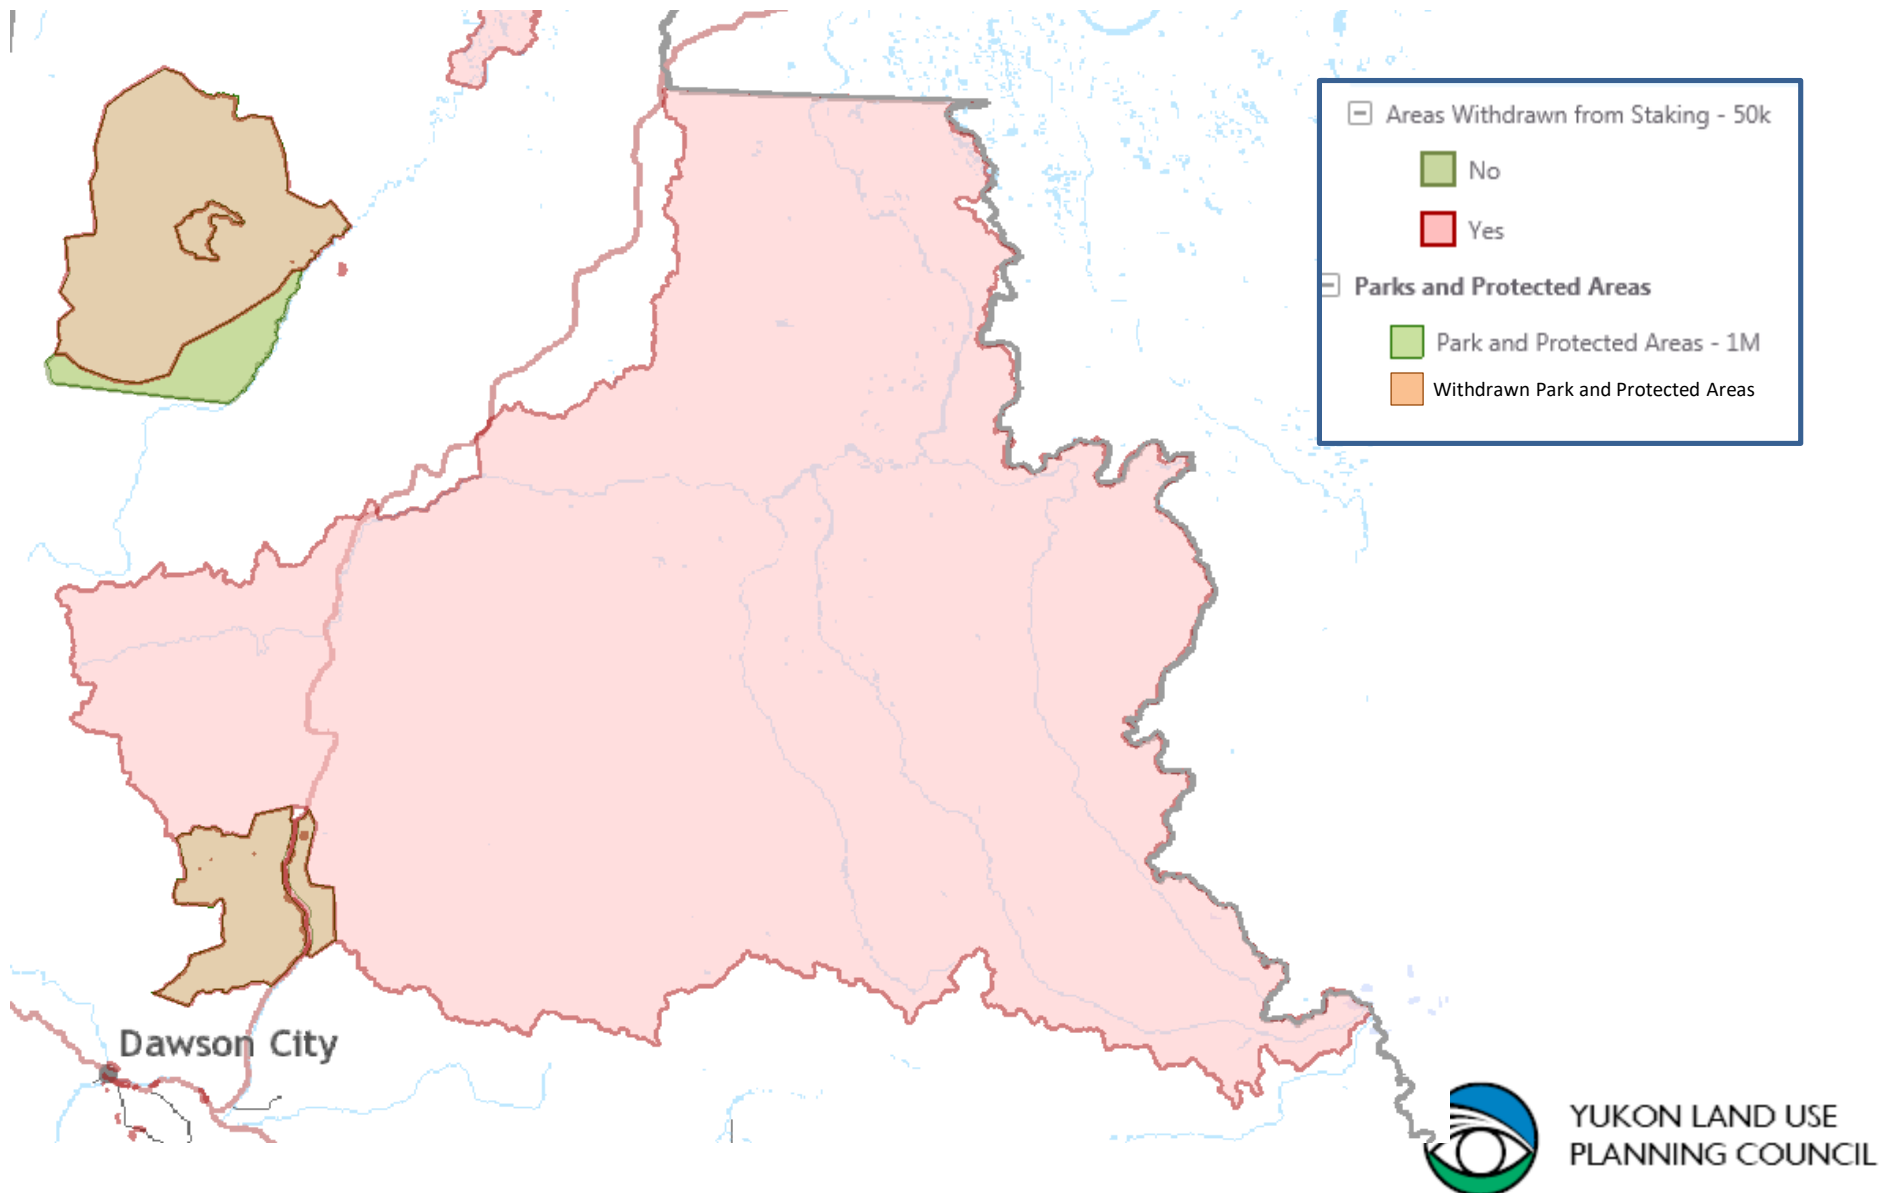 Areas Withdrawn from Staking - 50k
No
Yes
Parks and Protected Areas
Park and Protected Areas - 1M
Withdrawn Park and Protected Areas
Dawson City
YUKON LAND USE
PLANNING COUNCIL